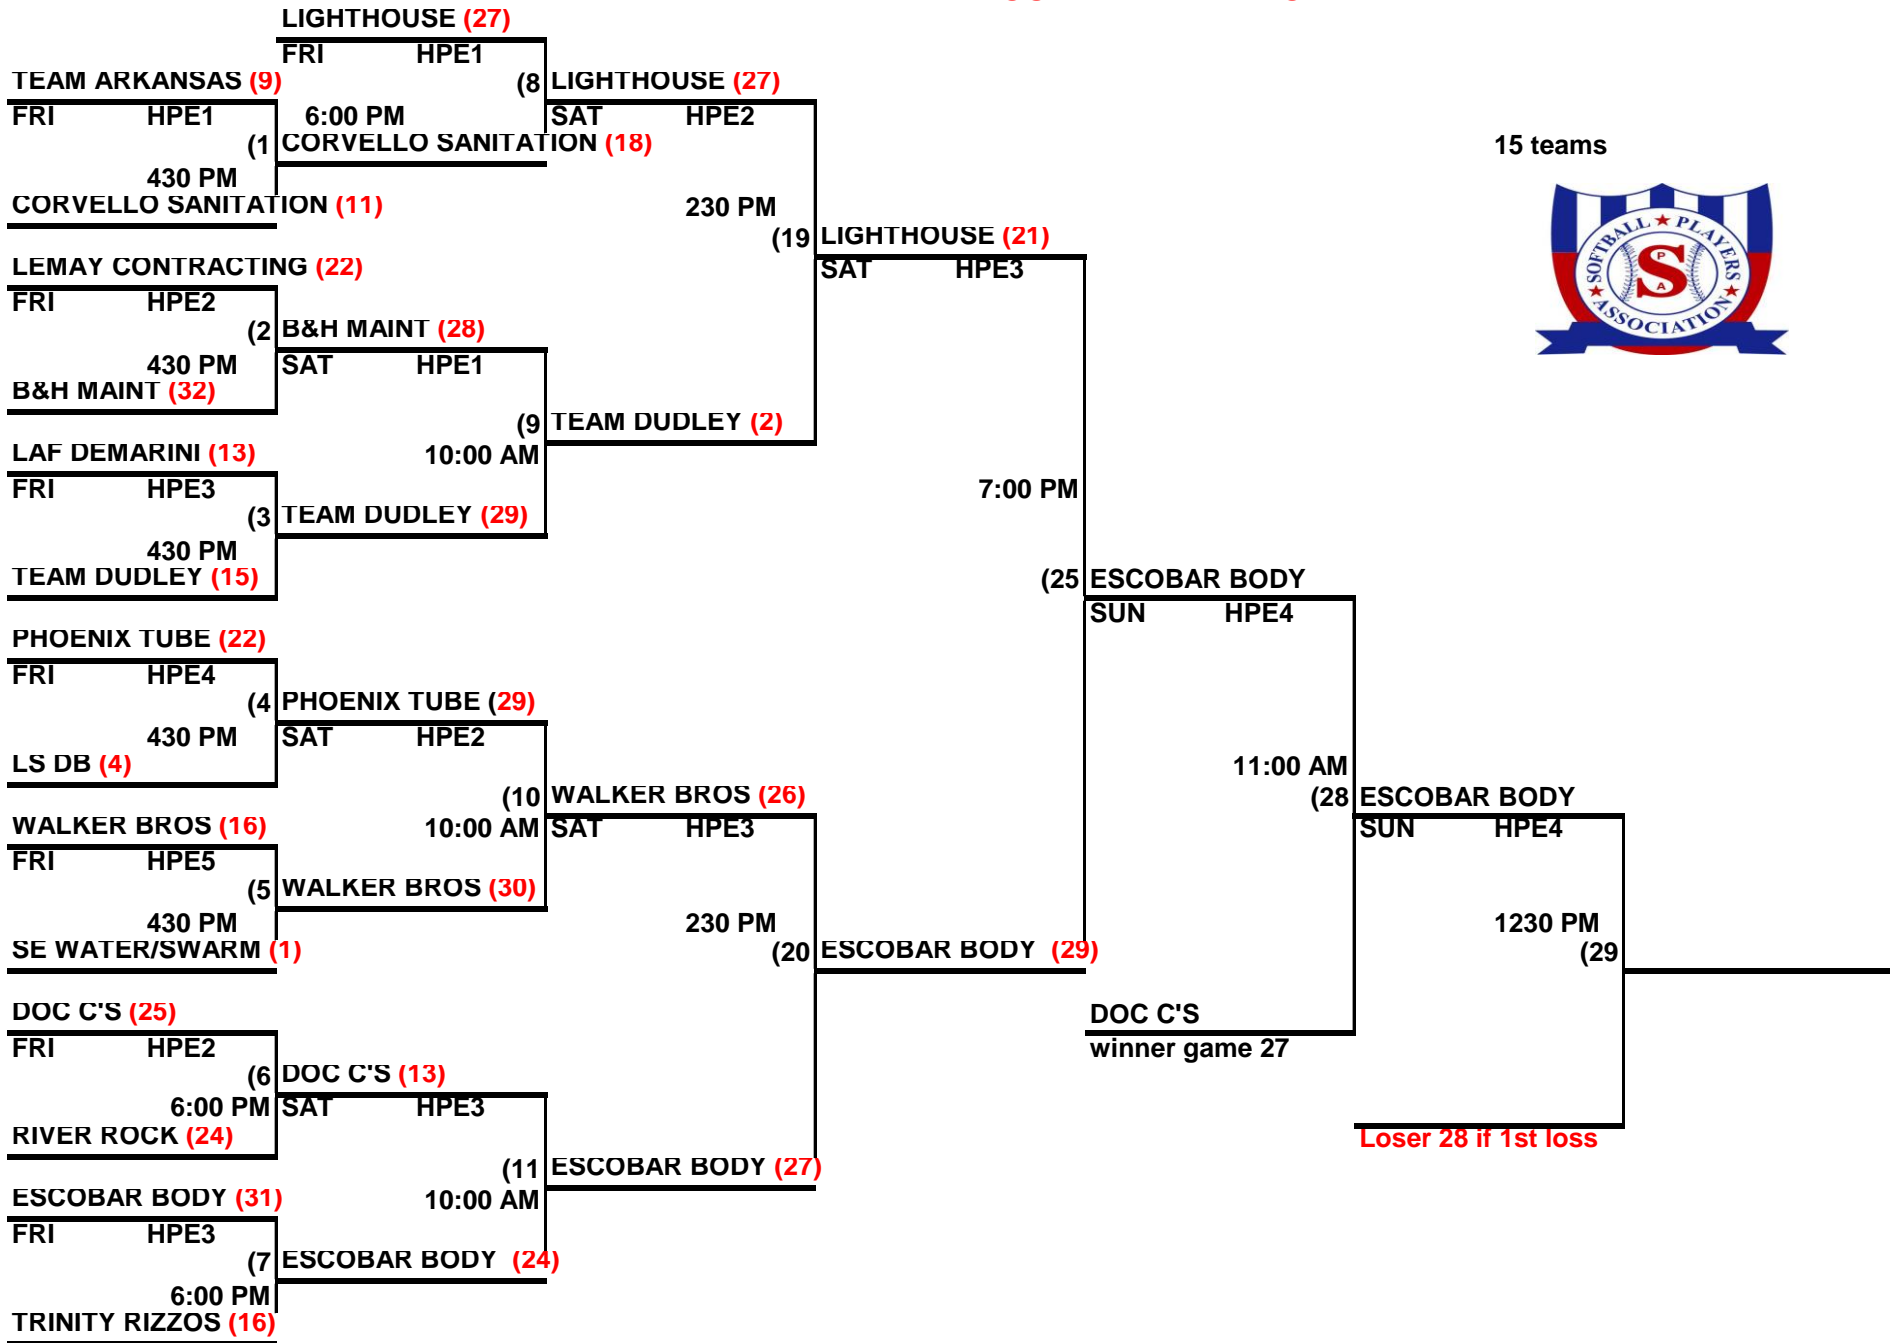 LIGHTHOUSE (27)
FRI HPE1
TEAM ARKANSAS (9)
(8 LIGHTHOUSE (27)
FRI HPE1
6:00 PM
SAT HPE2
(1 CORVELLO SANITATION (18)
15 teams
430 PM
CORVELLO SANITATION (11)
230 PM
(19 LIGHTHOUSE (21)
SAT HPE3
LEMAY CONTRACTING (22)
FRI HPE2
(2 B&H MAINT (28)
430 PM
SAT HPE1
B&H MAINT (32)
(9 TEAM DUDLEY (2)
LAF DEMARINI (13)
10:00 AM
FRI HPE3
7:00 PM
(3 TEAM DUDLEY (29)
430 PM
TEAM DUDLEY (15)
(25 ESCOBAR BODY
SUN HPE4
PHOENIX TUBE (22)
FRI HPE4
(4 PHOENIX TUBE (29)
430 PM
SAT HPE2
LS DB (4)
11:00 AM
(10 WALKER BROS (26)
(28 ESCOBAR BODY
WALKER BROS (16)
10:00 AM
SAT HPE3
SUN HPE4
FRI HPE5
(5 WALKER BROS (30)
430 PM
230 PM
1230 PM
SE WATER/SWARM (1)
(20 ESCOBAR BODY (29)
(29
DOC C'S (25)
DOC C'S
FRI HPE2
winner game 27
(6 DOC C'S (13)
6:00 PM
SAT HPE3
RIVER ROCK (24)
Loser 28 if 1st loss
(11 ESCOBAR BODY (27)
ESCOBAR BODY (31)
10:00 AM
FRI HPE3
(7 ESCOBAR BODY (24)
6:00 PM
TRINITY RIZZOS (16)
SOFTBALL ★ PLAYERS
P
S
A
★ ASSOCIATION ★